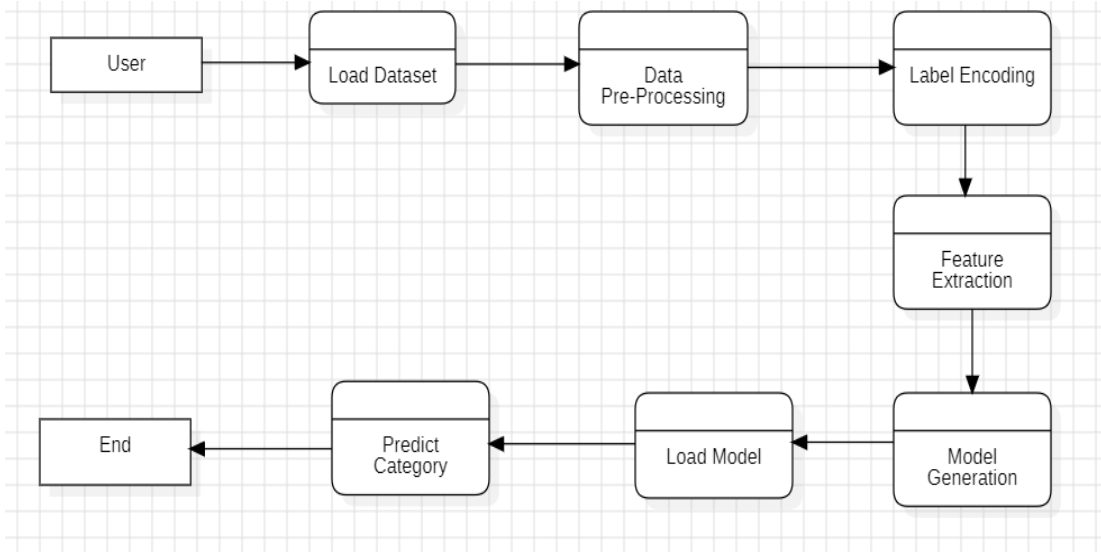 User
Load Dataset
Data
Pre-Processing
Label Encoding
Feature
Extraction
Model
Generation
Load Model
Predict
Category
End